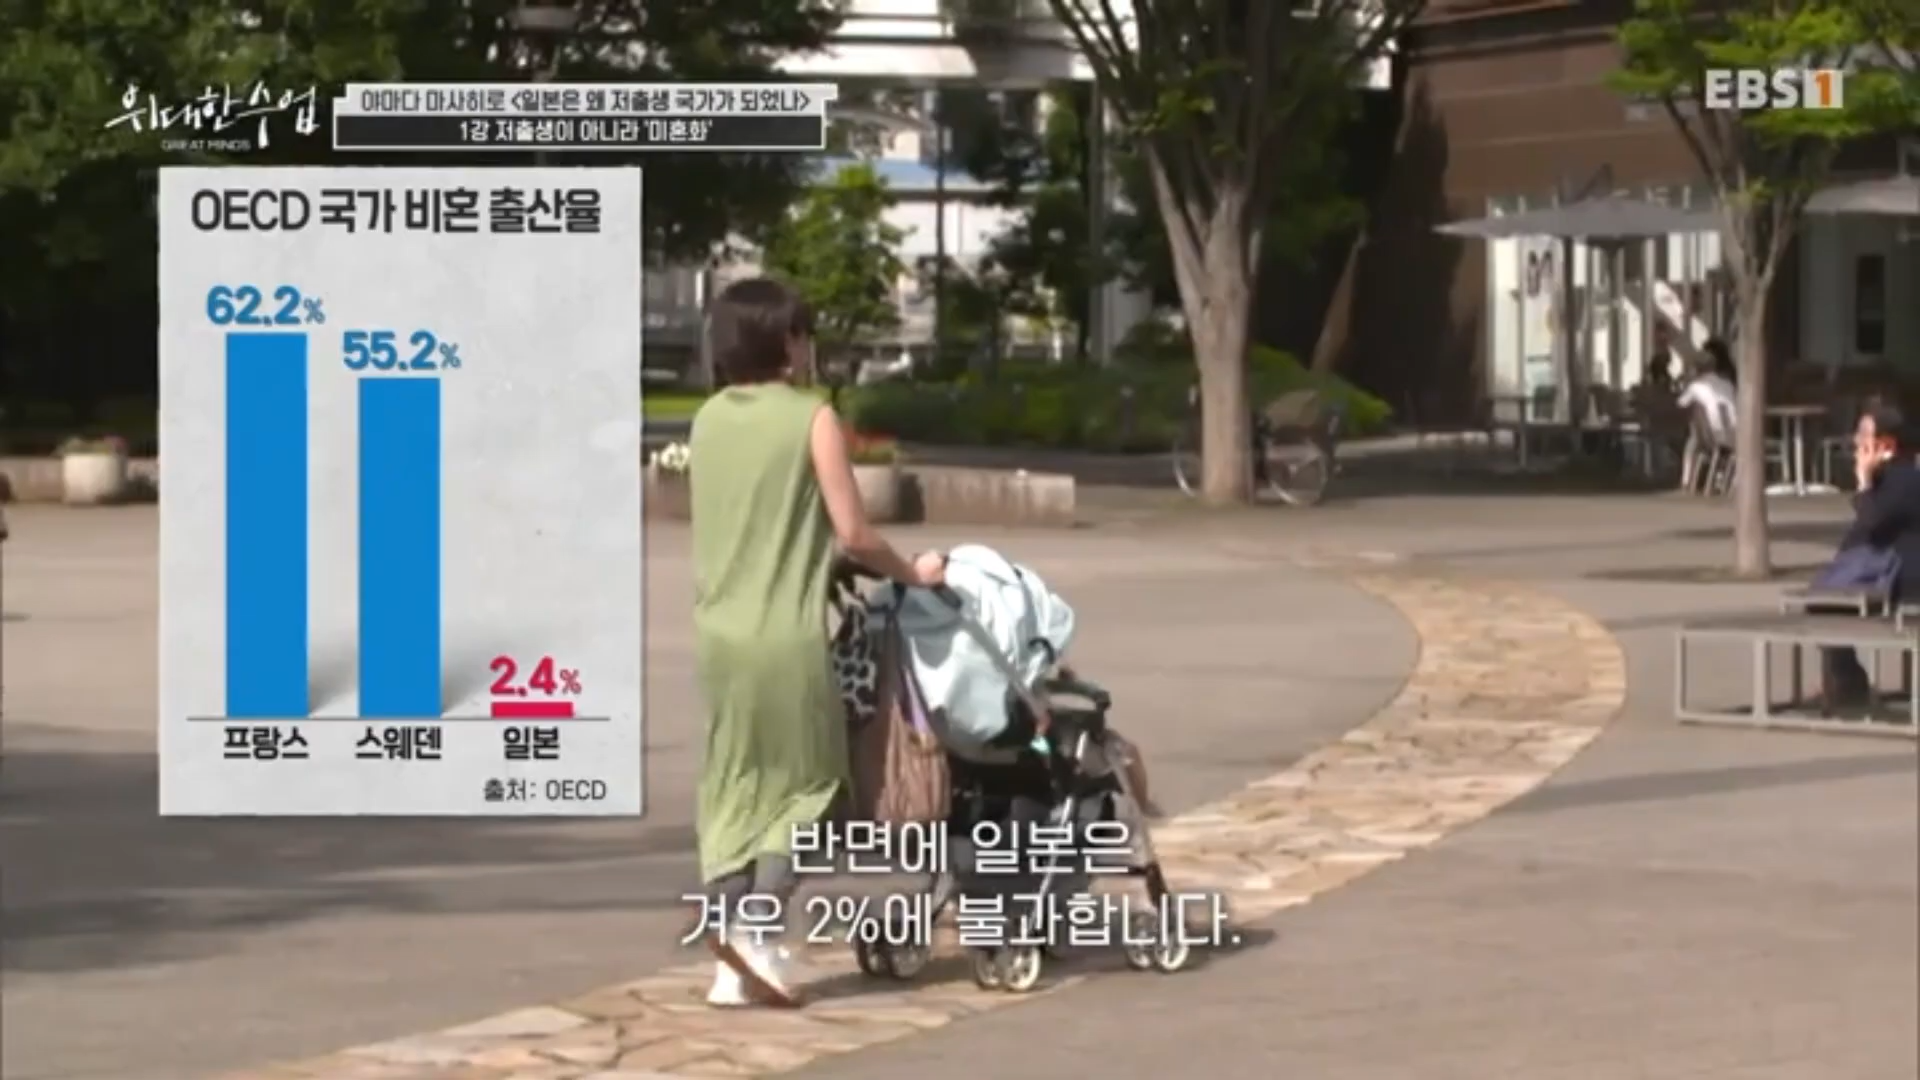 위대한 수업
GREAT MINDS
야마다 마사히로 <일본은 왜 저출생 국가가 되었나>
1강 저출생이 아니라 '미혼화'
EBS1
OECD 국가 비혼 출산율
62.2%
55.2%
2.4%
프랑스 스웨덴 일본
출처: OECD
반면에 일본은
겨우 2%에 불과합니다.